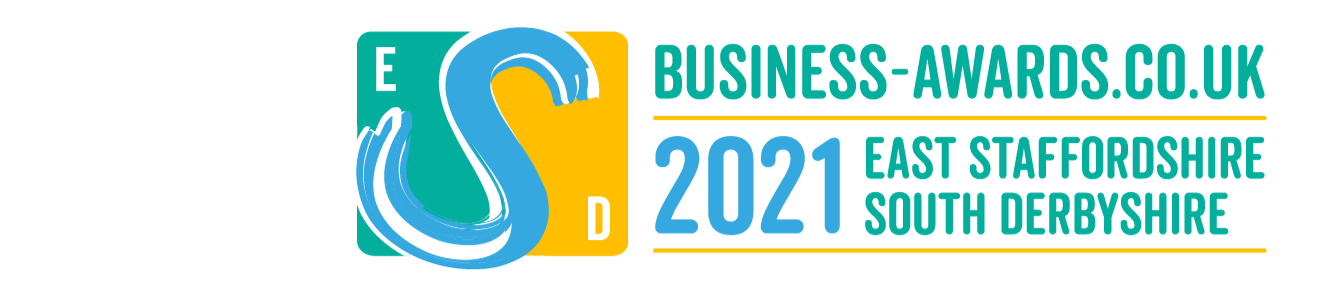 E
S
D
BUSINESS-AWARDS.CO.UK
2021
EAST STAFFORDSHIRE
SOUTH DERBYSHIRE